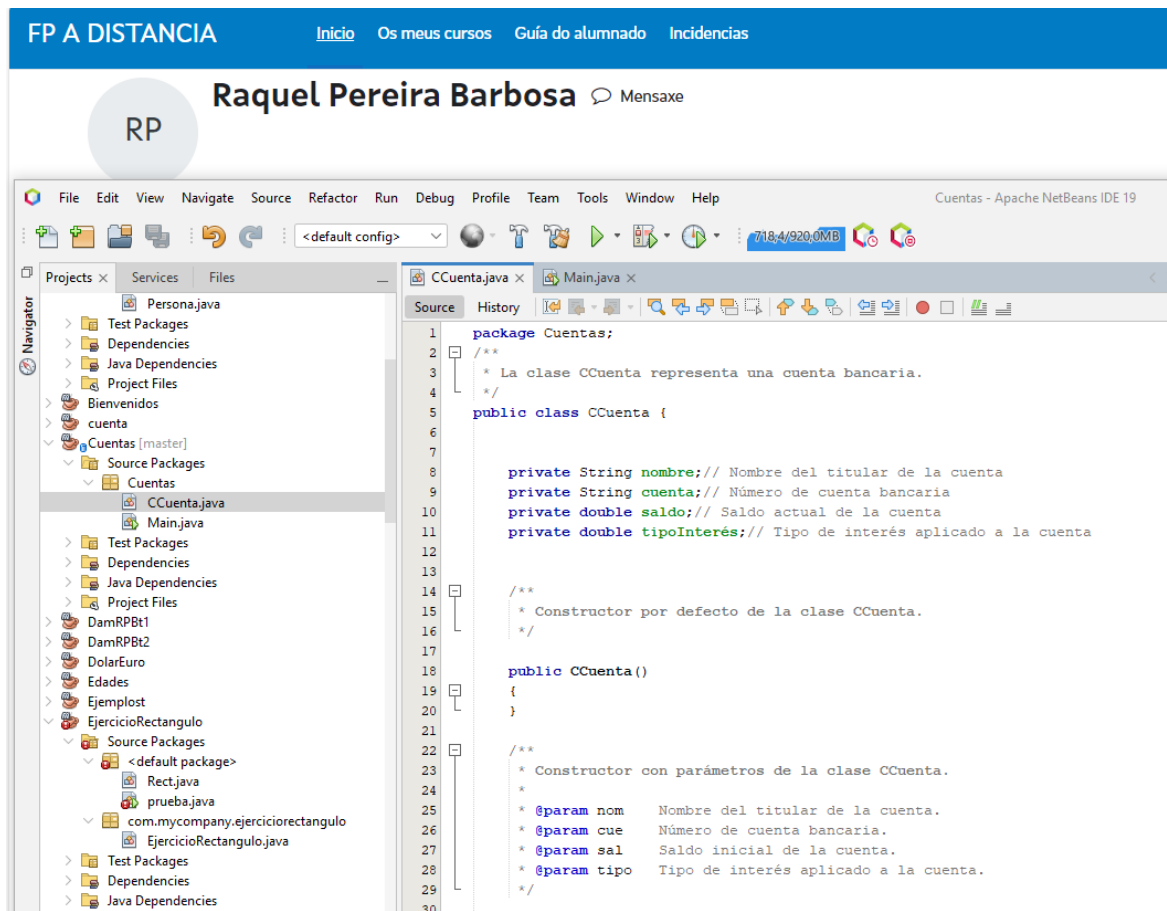 FP A DISTANCIA Inicio Os meus cursos Guía do alumnado Incidencias
RP
Raquel Pereira Barbosa Mensaxe
File Edit View Navigate Source Refactor Run Debug Profile Team Tools Window Help Cuentas - Apache NetBeans IDE 19
<default config> 718,4/920,0MB
Navigator
Projects Services Files
Persona.java
Test Packages
Dependencies
Java Dependencies
Project Files
Bienvenidos
cuenta
Cuentas [master]
Source Packages
Cuentas
CCuenta.java
Main.java
Test Packages
Dependencies
Java Dependencies
Project Files
DamRPBt1
DamRPBt2
DolarEuro
Edades
Ejemplost
EjercicioRectangulo
Source Packages
<default package>
Rect.java
prueba.java
com.mycompany.ejerciciorectangulo
EjercicioRectangulo.java
Test Packages
Dependencies
Java Dependencies
CCuenta.java Main.java
Source History
1 package Cuentas;
2 /**
3 * La clase CCuenta representa una cuenta bancaria.
4 */
5 public class CCuenta {
6
7
8 private String nombre;// Nombre del titular de la cuenta
9 private String cuenta;// Número de cuenta bancaria
10 private double saldo;// Saldo actual de la cuenta
11 private double tipoInterés;// Tipo de interés aplicado a la cuenta
12
13
14 /**
15 * Constructor por defecto de la clase CCuenta.
16 */
17
18 public CCuenta()
19 {
20 }
21
22 /**
23 * Constructor con parámetros de la clase CCuenta.
24 *
25 * @param nom Nombre del titular de la cuenta.
26 * @param cue Número de cuenta bancaria.
27 * @param sal Saldo inicial de la cuenta.
28 * @param tipo Tipo de interés aplicado a la cuenta.
29 */
30